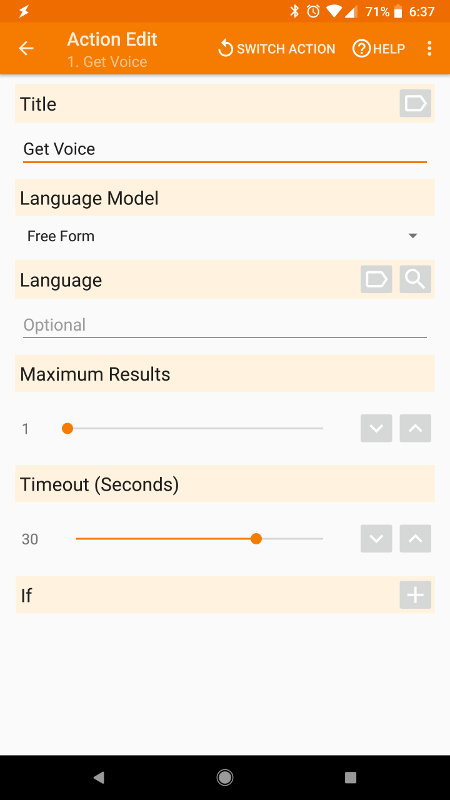 71% 6:37
Action Edit
1. Get Voice
SWITCH ACTION
HELP
Title
Get Voice
Language Model
Free Form
Language
Optional
Maximum Results
1
Timeout (Seconds)
30
If